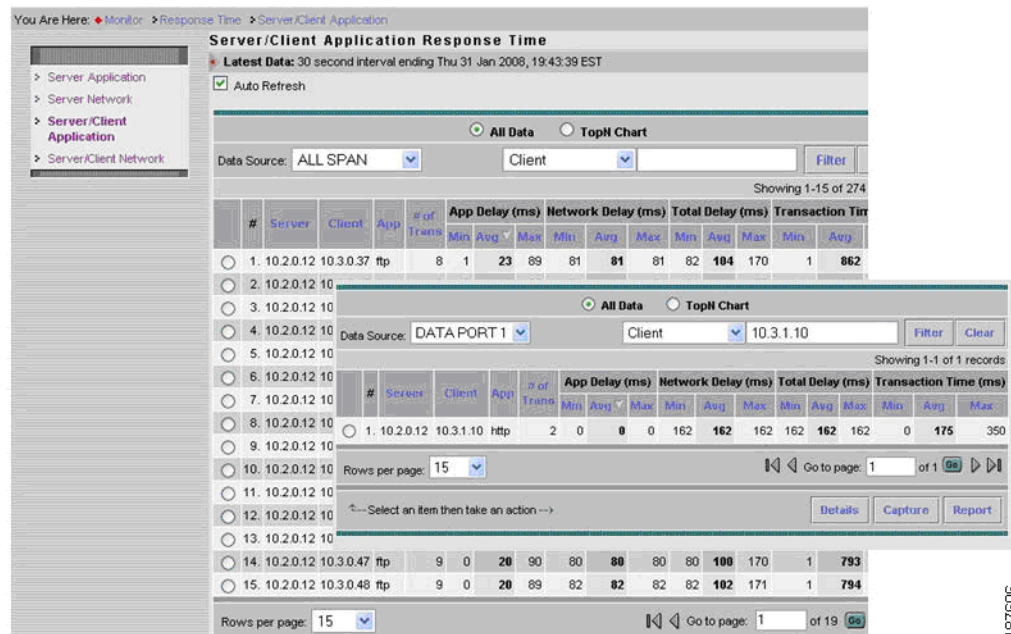 You Are Here: Monitor Response Time Server/Client Application
Server/Client Application Response Time
Latest Data: 30 second interval ending Thu 31 Jan 2008, 19:43:39 EST
Auto Refresh
Server Application
Server Network
Server/Client Application
Server/Client Network
All Data TopN Chart
Data Source: ALL SPAN Client Filter
Showing 1-15 of 274
# Server Client App # of Trans App Delay (ms) Network Delay (ms) Total Delay (ms) Transaction Tim
Min Avg Max Min Avg Max Min Avg Max Min Avg
1. 10.2.0.12 10.3.0.37 ftp 8 1 23 89 81 81 81 82 104 170 1 862
2. 10.2.0.12 10
3. 10.2.0.12 10
4. 10.2.0.12 10
5. 10.2.0.12 10
6. 10.2.0.12 10
7. 10.2.0.12 10
8. 10.2.0.12 10
9. 10.2.0.12 10
10. 10.2.0.12 10
11. 10.2.0.12 10
12. 10.2.0.12 10
13. 10.2.0.12 10
14. 10.2.0.12 10.3.0.47 ftp 9 0 20 90 80 80 80 80 100 170 1 793
15. 10.2.0.12 10.3.0.48 ftp 9 0 20 89 82 82 82 82 102 171 1 794
Rows per page: 15 Go to page: 1 of 19 Go
All Data TopN Chart
Data Source: DATA PORT 1 Client 10.3.1.10 Filter Clear
Showing 1-1 of 1 records
# Server Client App # of Trans App Delay (ms) Network Delay (ms) Total Delay (ms) Transaction Time (ms)
Min Avg Max Min Avg Max Min Avg Max Min Avg Max
1. 10.2.0.12 10.3.1.10 http 2 0 0 0 162 162 162 162 162 162 0 175 350
Rows per page: 15 Go to page: 1 of 1 Go
Select an item then take an action --> Details Capture Report